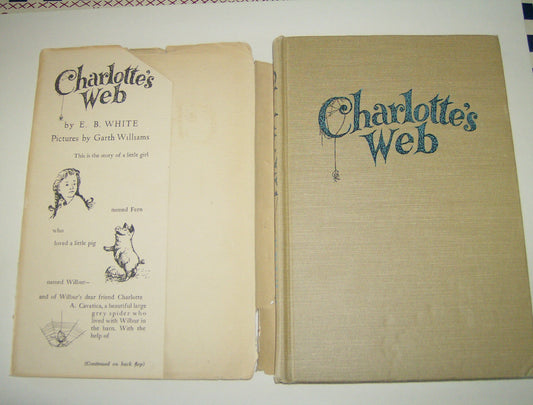 Charlotte's
Web
by E. B. WHITE
Pictures by Garth Williams
This is the story of a little girl
named Fern
who
loved a little pig
named Wilbur—
and of Wilbur's dear friend Charlotte
A. Cavatica, a beautiful large
grey spider who
lived with Wilbur in
the barn. With the
help of
(Continued on back flap)
Charlotte's
Web